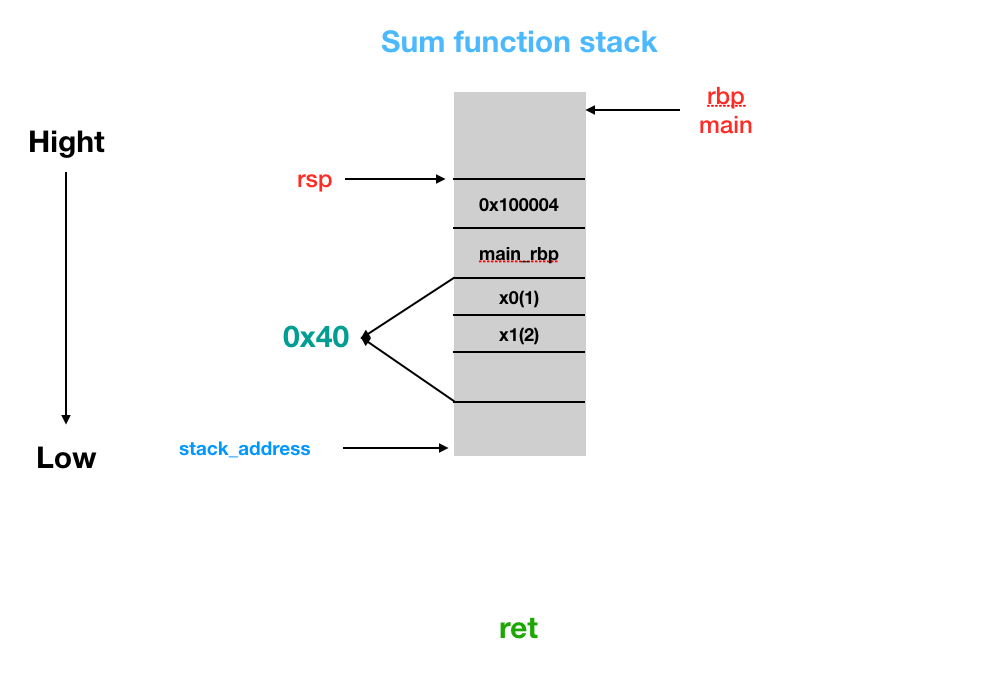 Sum function stack
rbp
main
Hight
rsp
0x100004
main_rbp
x0(1)
0x40
x1(2)
stack_address
Low
ret